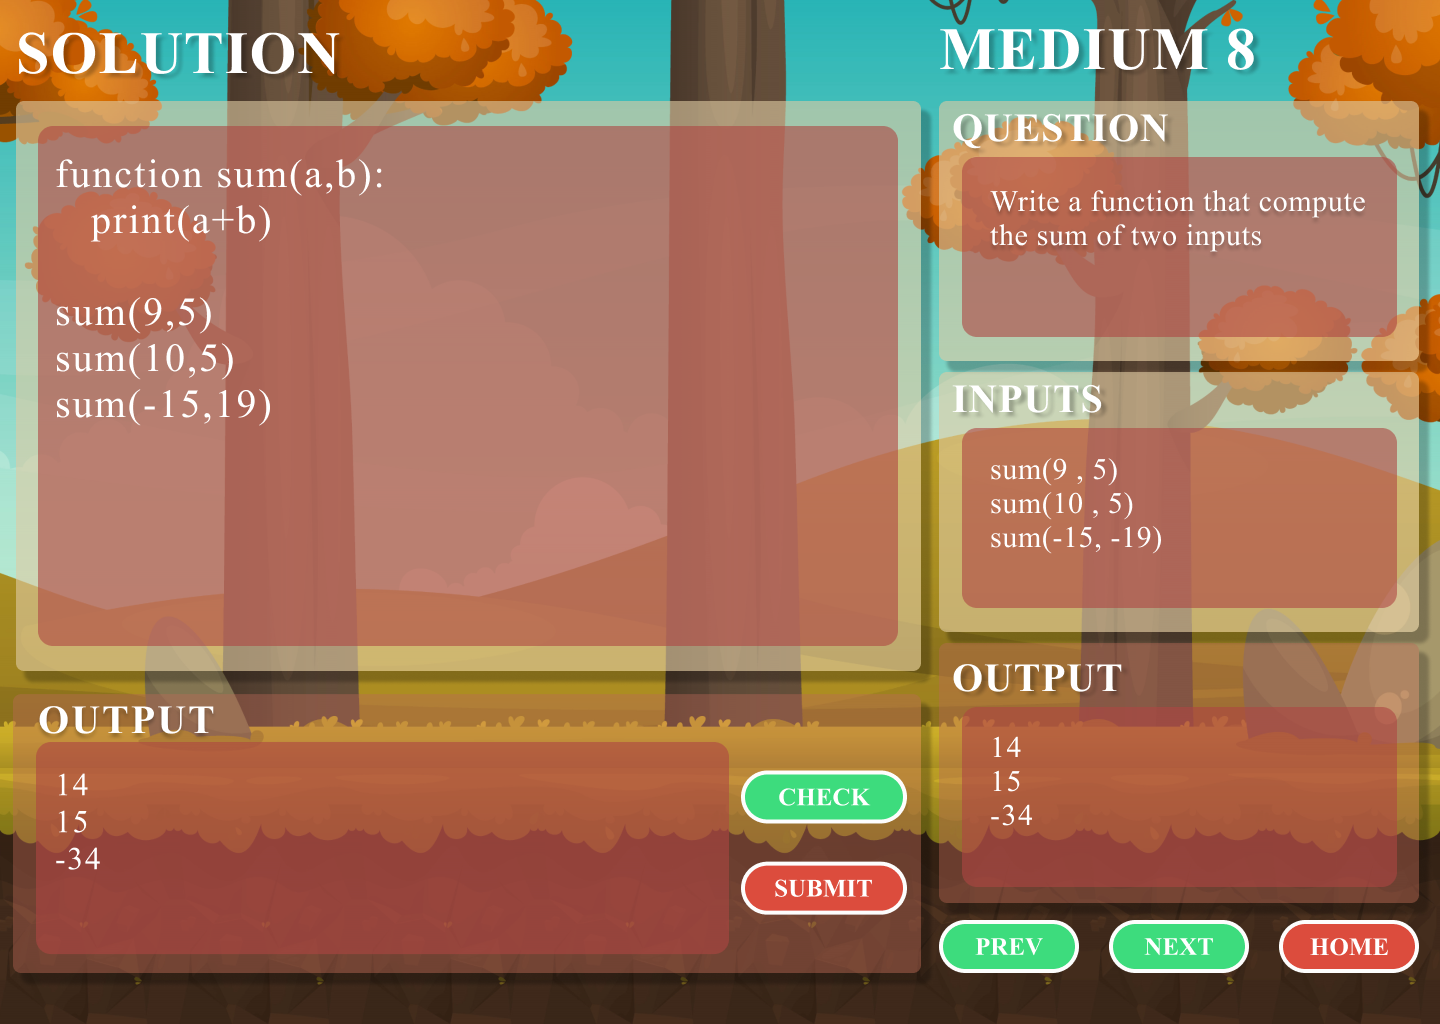 SOLUTION
function sum(a,b):
print(a+b)
sum(9,5)
sum(10,5)
sum(-15,19)
OUTPUT
14
15
-34
CHECK
SUBMIT
MEDIUM 8
QUESTION
Write a function that compute
the sum of two inputs
INPUTS
sum(9 , 5)
sum(10 , 5)
sum(-15, -19)
OUTPUT
14
15
-34
PREV
NEXT
HOME